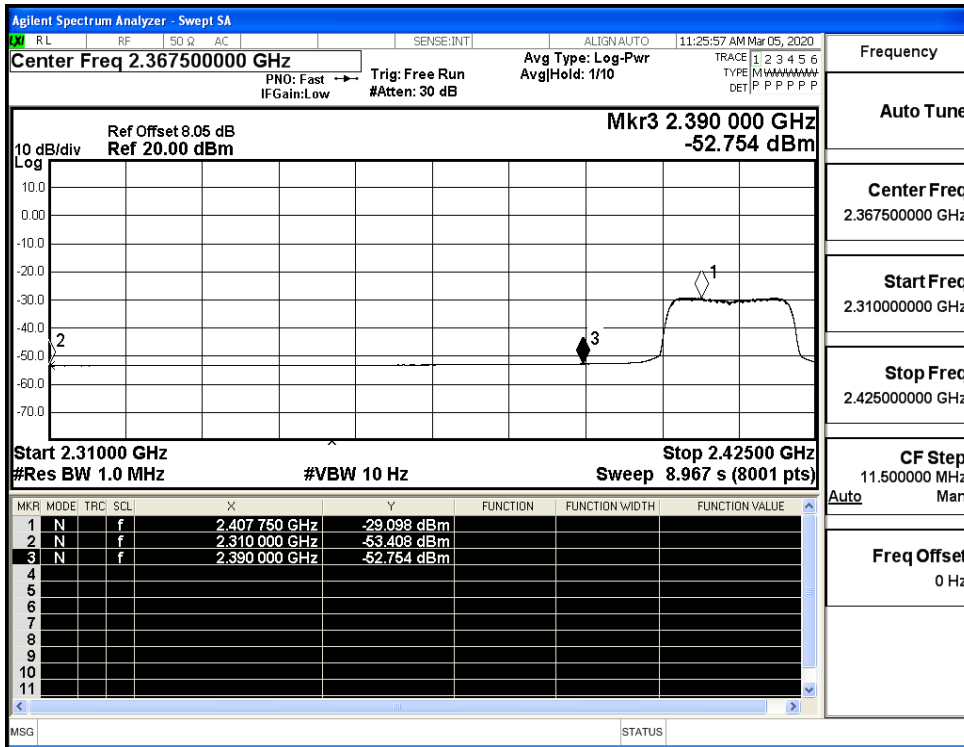 Agilent Spectrum Analyzer - Swept SA
LXI RL RF 50 Ω AC SENSE:INT ALIGN AUTO 11:25:57 AM Mar 05, 2020
Center Freq 2.367500000 GHz
PNO: Fast
IFGain:Low
Trig: Free Run
#Atten: 30 dB
Avg Type: Log-Pwr
Avg|Hold: 1/10
TRACE 1 2 3 4 5 6
TYPE M
DET P P P P P P
Mkr3 2.390 000 GHz
-52.754 dBm
Ref Offset 8.05 dB
10 dB/div Ref 20.00 dBm
Log
10.0
0.00
-10.0
-20.0
-30.0
-40.0
-50.0
-60.0
-70.0
1
2
3
Start 2.31000 GHz Stop 2.42500 GHz
#Res BW 1.0 MHz #VBW 10 Hz Sweep 8.967 s (8001 pts)
MKR MODE TRC SCL X Y FUNCTION FUNCTION WIDTH FUNCTION VALUE
1 N f 2.407 750 GHz -29.098 dBm
2 N f 2.310 000 GHz -53.408 dBm
3 N f 2.390 000 GHz -52.754 dBm
4
5
6
7
8
9
10
11
MSG STATUS
Frequency
Auto Tune
Center Freq
2.367500000 GHz
Start Freq
2.310000000 GHz
Stop Freq
2.425000000 GHz
CF Step
11.500000 MHz
Auto Man
Freq Offset
0 Hz